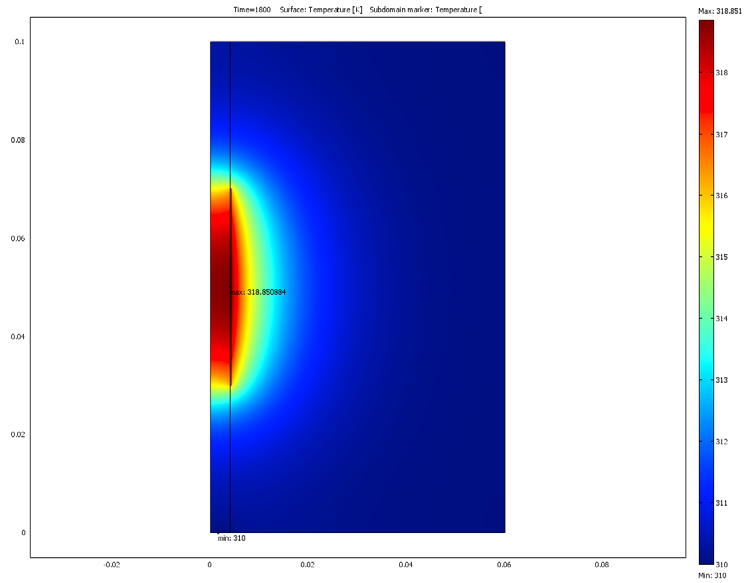 Time=1800 Surface: Temperature [K] Subdomain marker: Temperature [
Max: 318.851
0.1
318
0.08
317
316
0.06
315
max: 318.850884
314
0.04
313
312
0.02
311
0
min: 310
310
-0.02 0 0.02 0.04 0.06 0.08
Min: 310